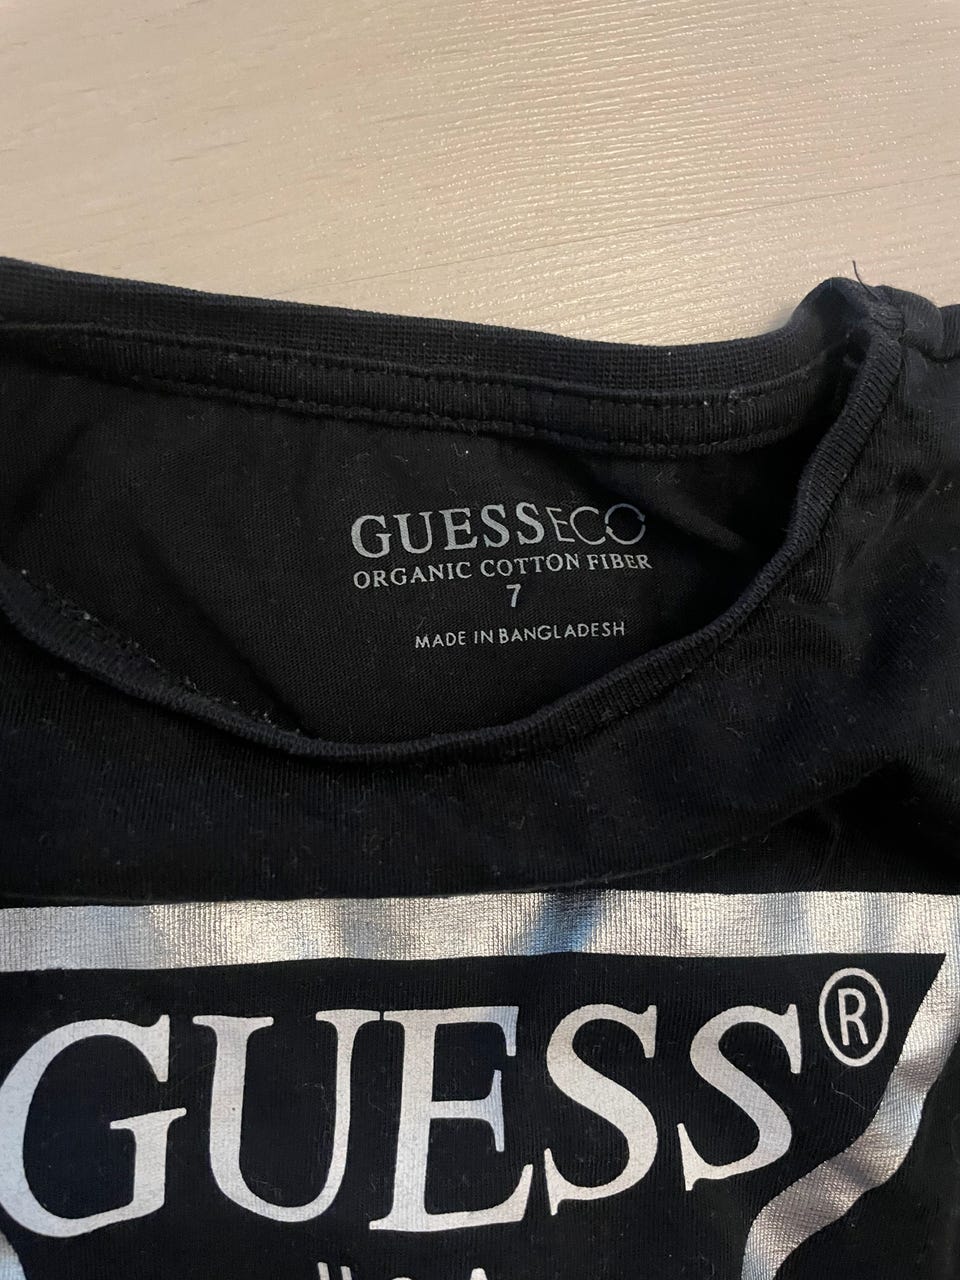 GUESSECO
ORGANIC COTTON FIBER
7
MADE IN BANGLADESH
GUESS®